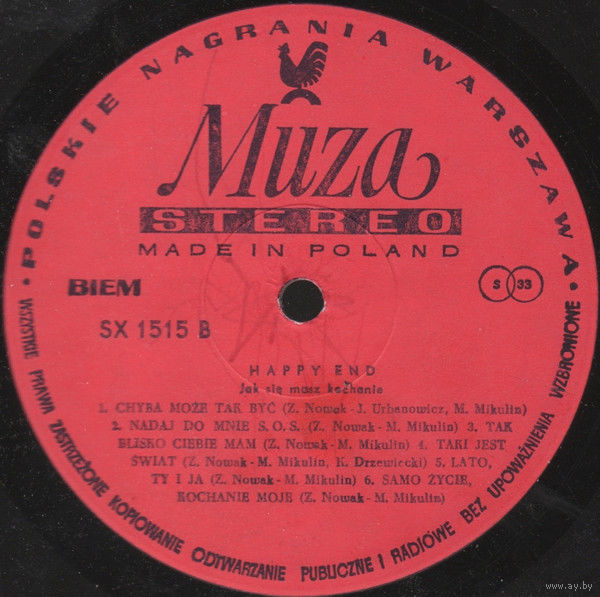 • POLSKIE NAGRANIA WARSZAWA •
Muza
STEREO
MADE IN POLAND
BIEM
S 33
SX 1515 B
HAPPY END
Jak się masz kochanie
1. CHYBA MOŻE TAK BYĆ (Z. Nowak - J. Urbanowicz, M. Mikulin)
2. NADAJ DO MNIE S.O.S. (Z. Nowak - M. Mikulin) 3. TAK
BLISKO CIEBIE MAM (Z. Nowak - M. Mikulin) 4. TAKI JEST
ŚWIAT (Z. Nowak - M. Mikulin, K. Drzewiecki) 5. LATO,
TY I JA (Z. Nowak - M. Mikulin) 6. SAMO ŻYCIE,
KOCHANIE MOJE (Z. Nowak - M. Mikulin)
WSZYSTKIE PRAWA ZASTRZEŻONE KOPIOWANIE ODTWARZANIE PUBLICZNE I RADIOWE BEZ UPOWAŻNIENIA WZBRONIONE
www.ay.by